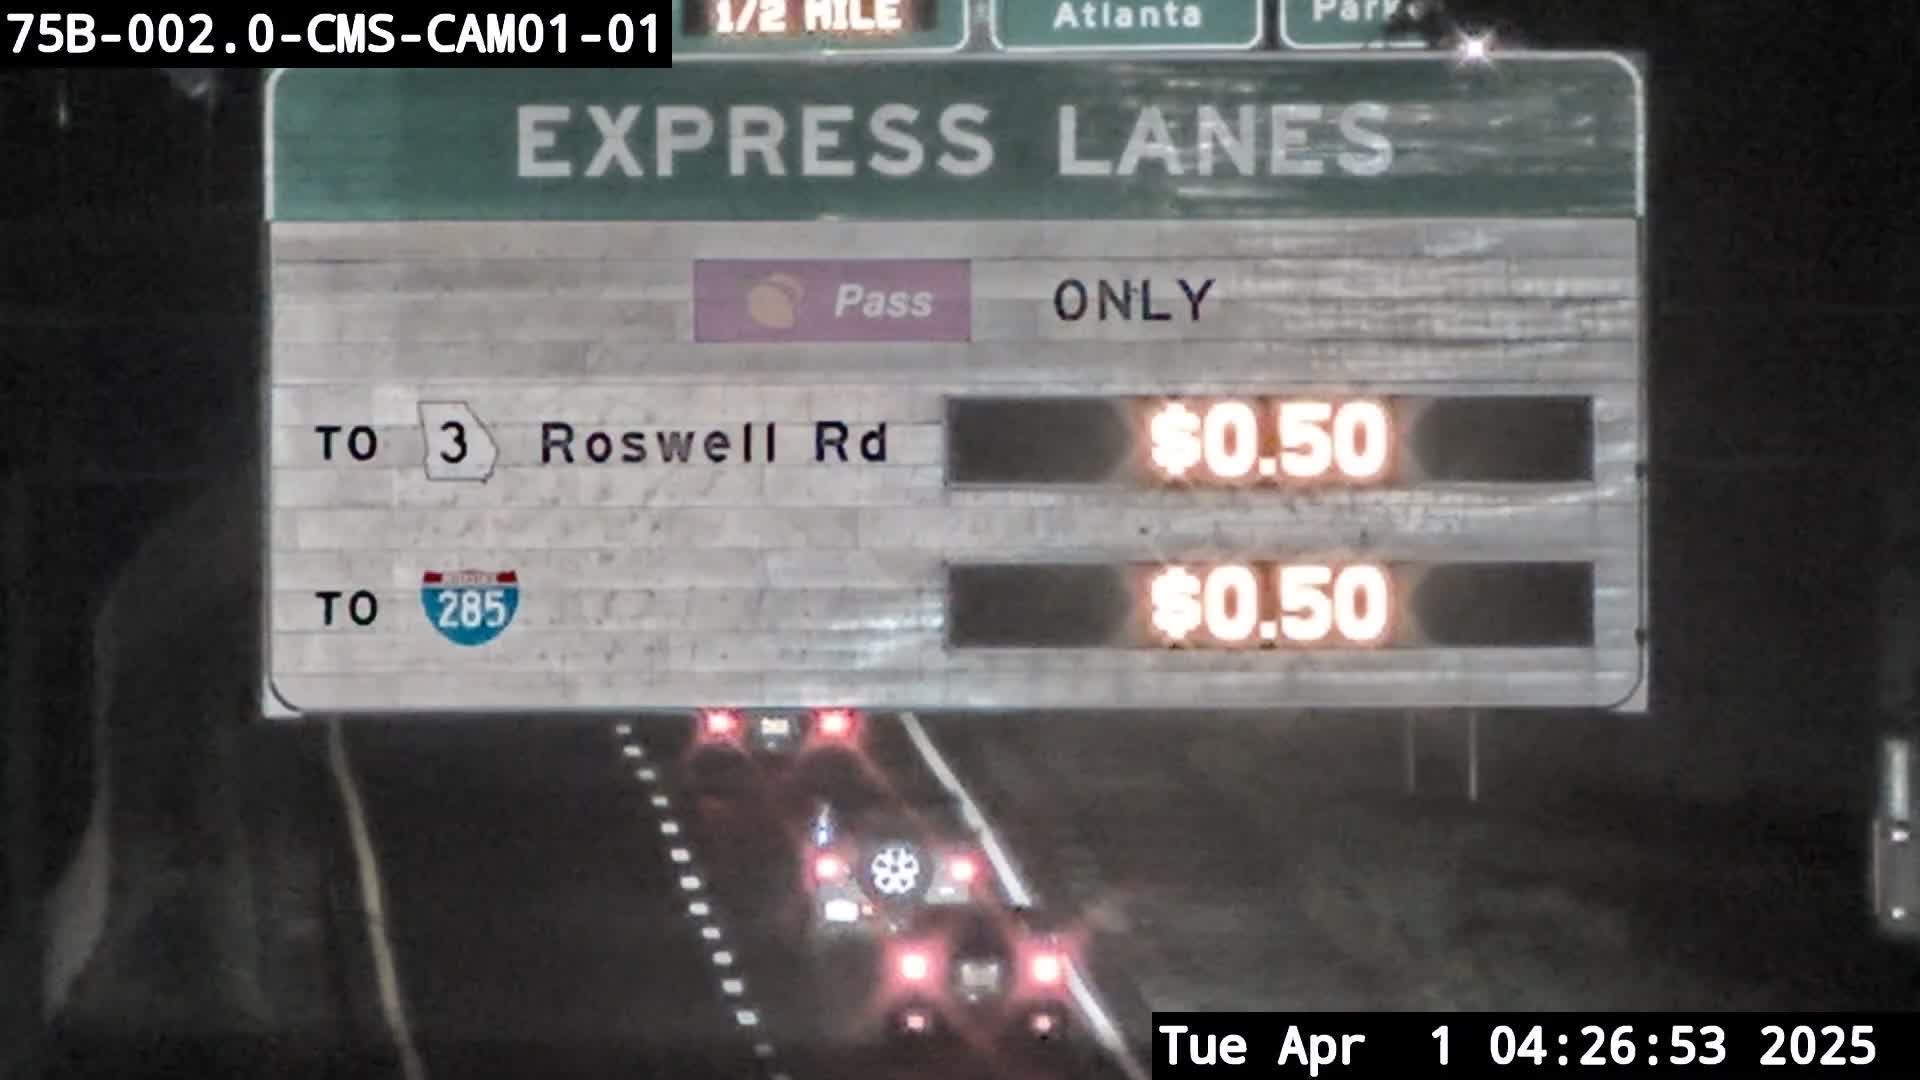 75B-002.0-CMS-CAM01-01
1/2 MILE
Atlanta
EXPRESS LANES
Pass ONLY
TO 3 Roswell Rd $0.50
TO 285 $0.50
Tue Apr 1 04:26:53 2025